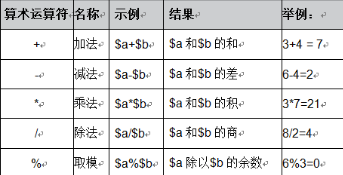 算术运算符 名称 示例 结果 举例：
+ 加法 $a+$b $a 和$b 的和 3+4 = 7
- 减法 $a-$b $a 和$b 的差 6-4=2
* 乘法 $a*$b $a 和$b 的积 3*7=21
/ 除法 $a/$b $a 和$b 的商 8/2=4
% 取模 $a%$b $a 除以$b 的余数 6%3=0